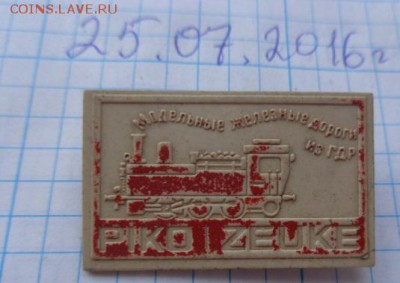 COINS.LAVE.RU
25.07.2016г
МОДЕЛЬНЫЕ ЖЕЛЕЗНЫЕ ДОРОГИ
ИЗ ГДР
PIKO ZEUKE